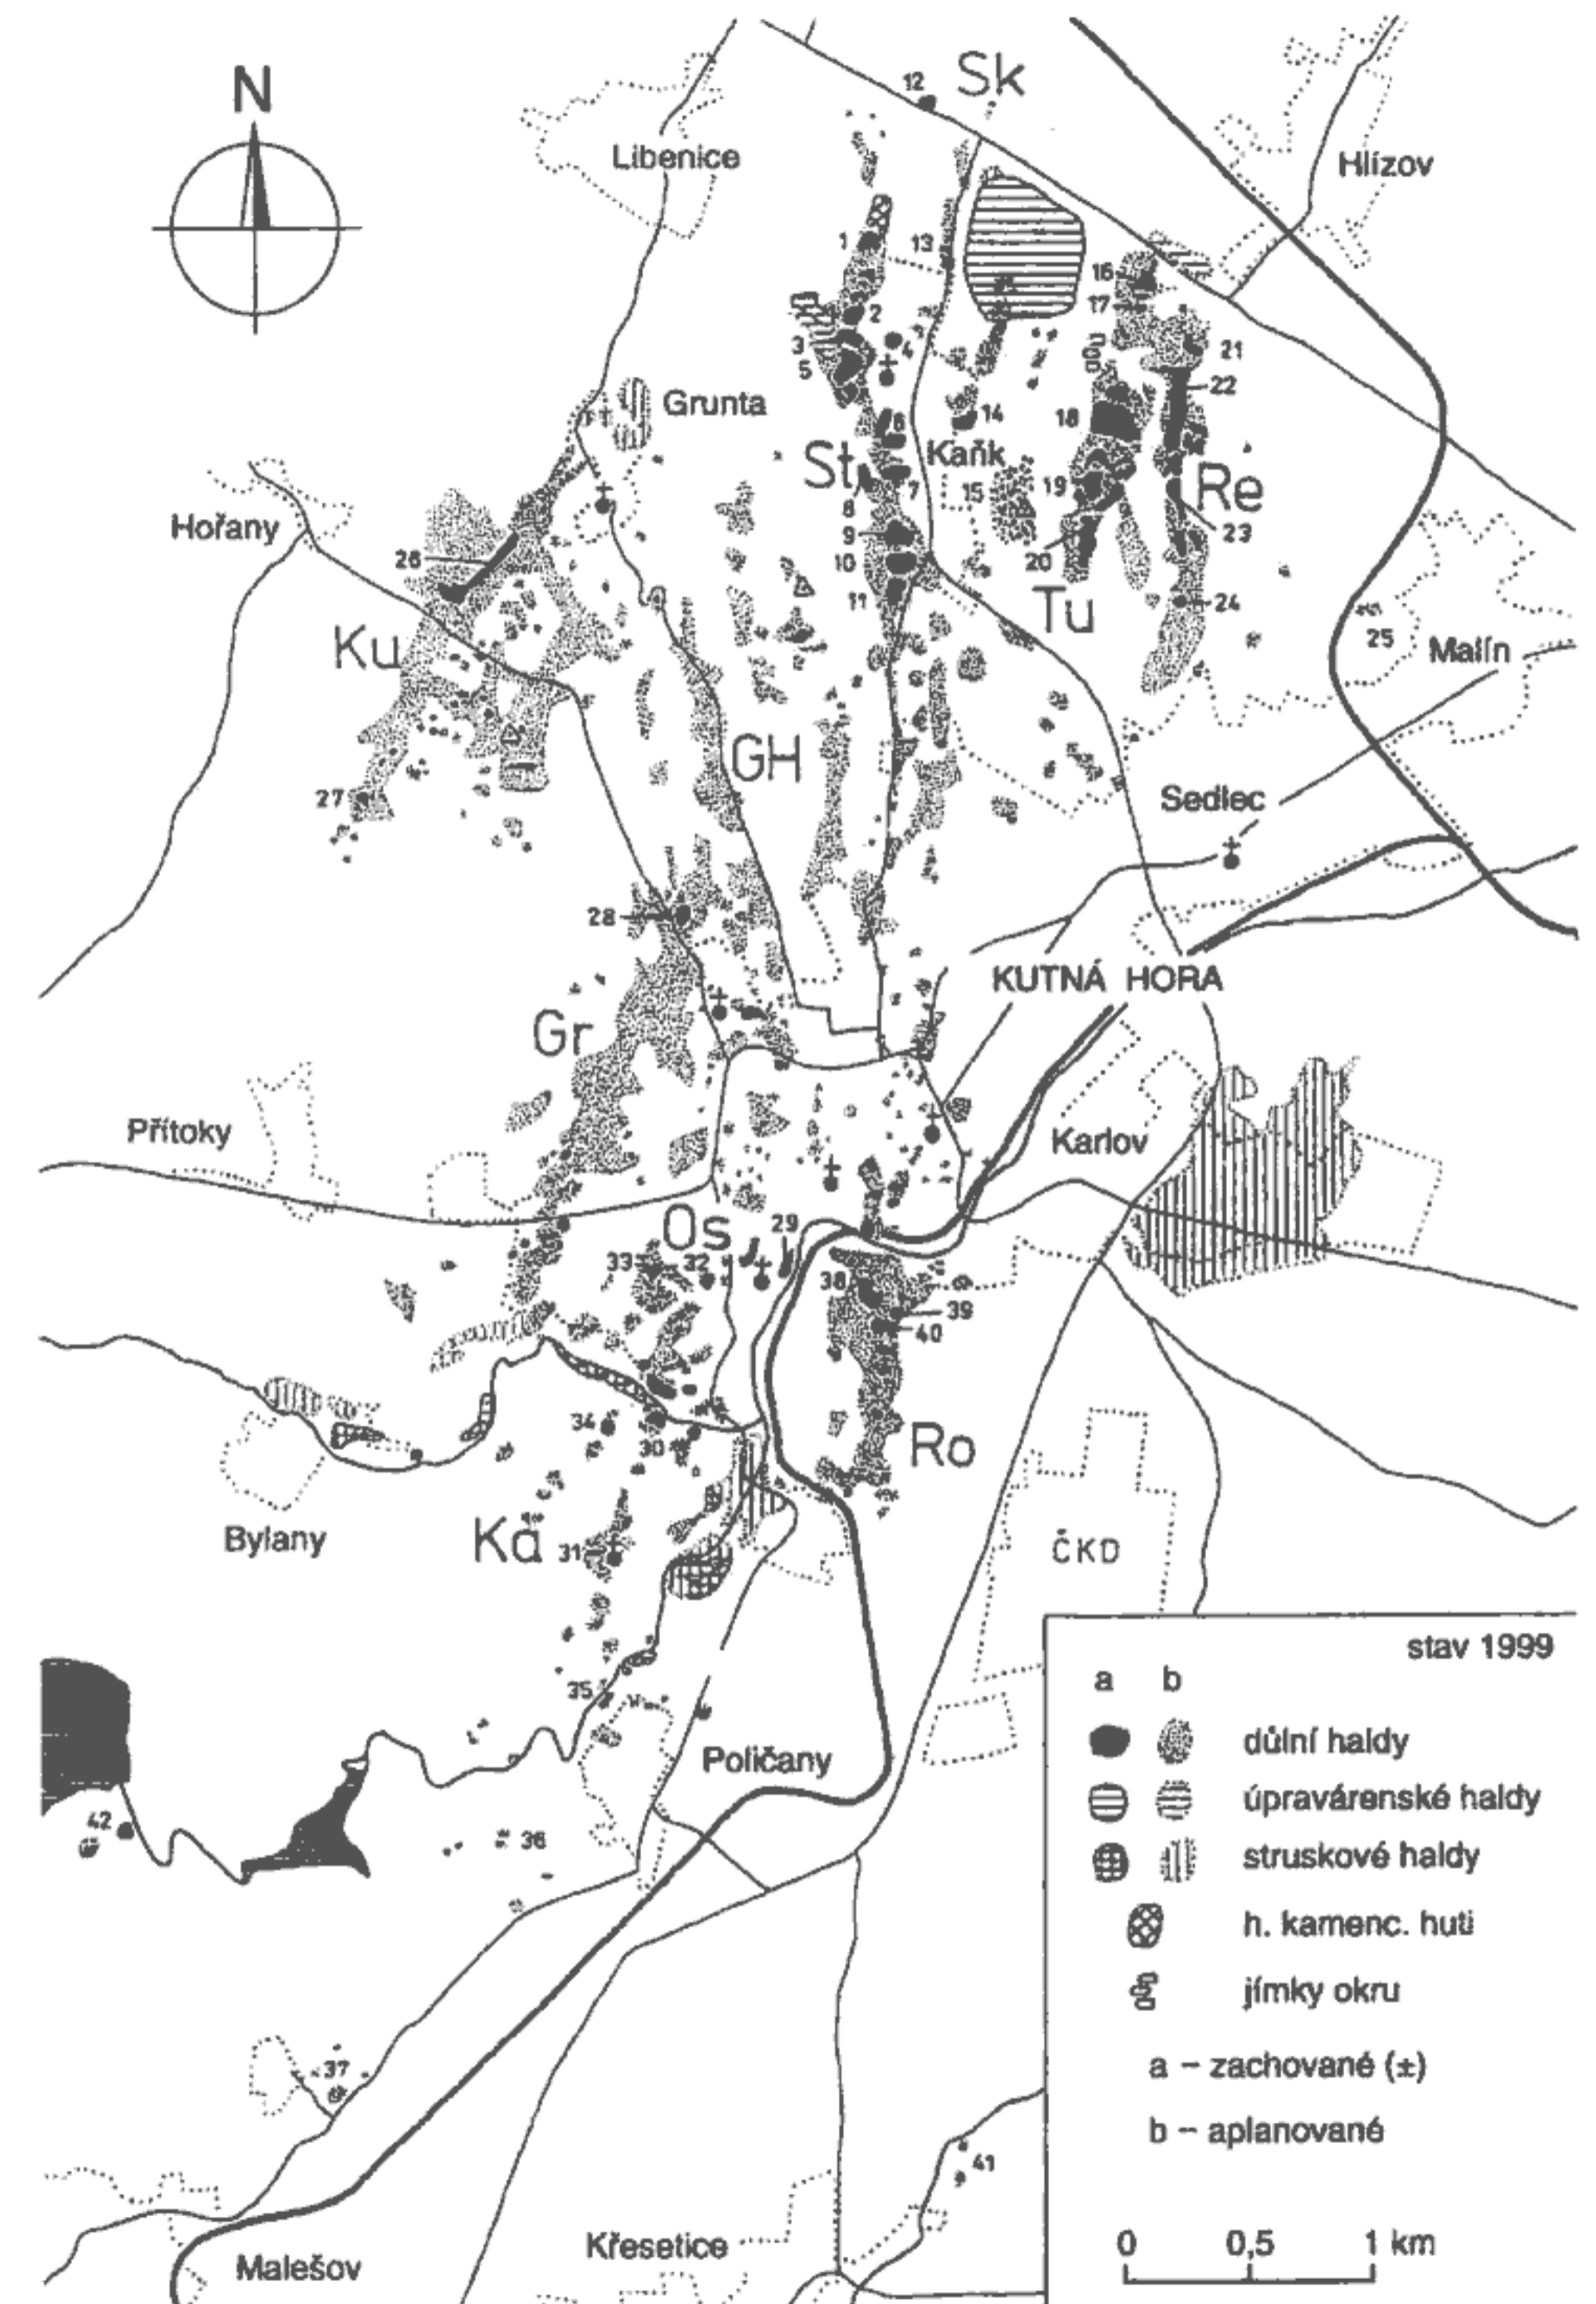 N
12
Sk
Libenice
Hlízov
1
13
16
2
17
3
4
5
21
22
Grunta
6
14
18
Kaňk
St
7
15
19
Re
8
Hořany
9
23
26
10
20
11
Tu
24
25
Malín
Ku
GH
27
Sedlec
28
KUTNÁ HORA
Gr
Přítoky
Karlov
Os
29
33
32
38
39
40
34
30
Ro
Bylany
Ka
31
ČKD
35
Poličany
42
36
37
41
Křesetice
Malešov
stav 1999
a b
důlní haldy
úpravárenské haldy
struskové haldy
h. kamenc. huti
jímky okru
a – zachované (±)
b – aplanované
0 0,5 1 km